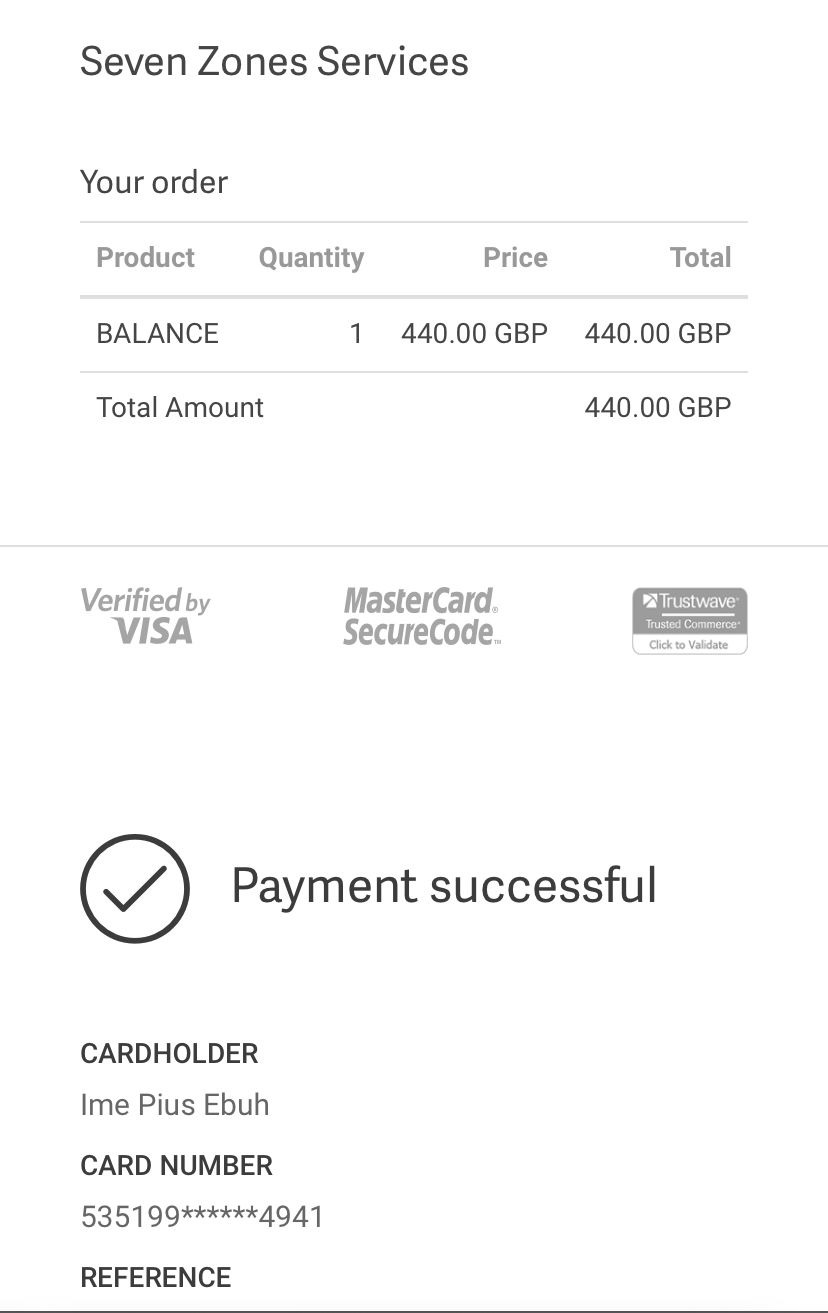 Seven Zones Services
Your order
Product Quantity Price Total
BALANCE 1 440.00 GBP 440.00 GBP
Total Amount 440.00 GBP
Verified by
VISA
MasterCard®
SecureCode™
Trustwave®
Trusted Commerce®
Click to Validate
Payment successful
CARDHOLDER
Ime Pius Ebuh
CARD NUMBER
535199******4941
REFERENCE